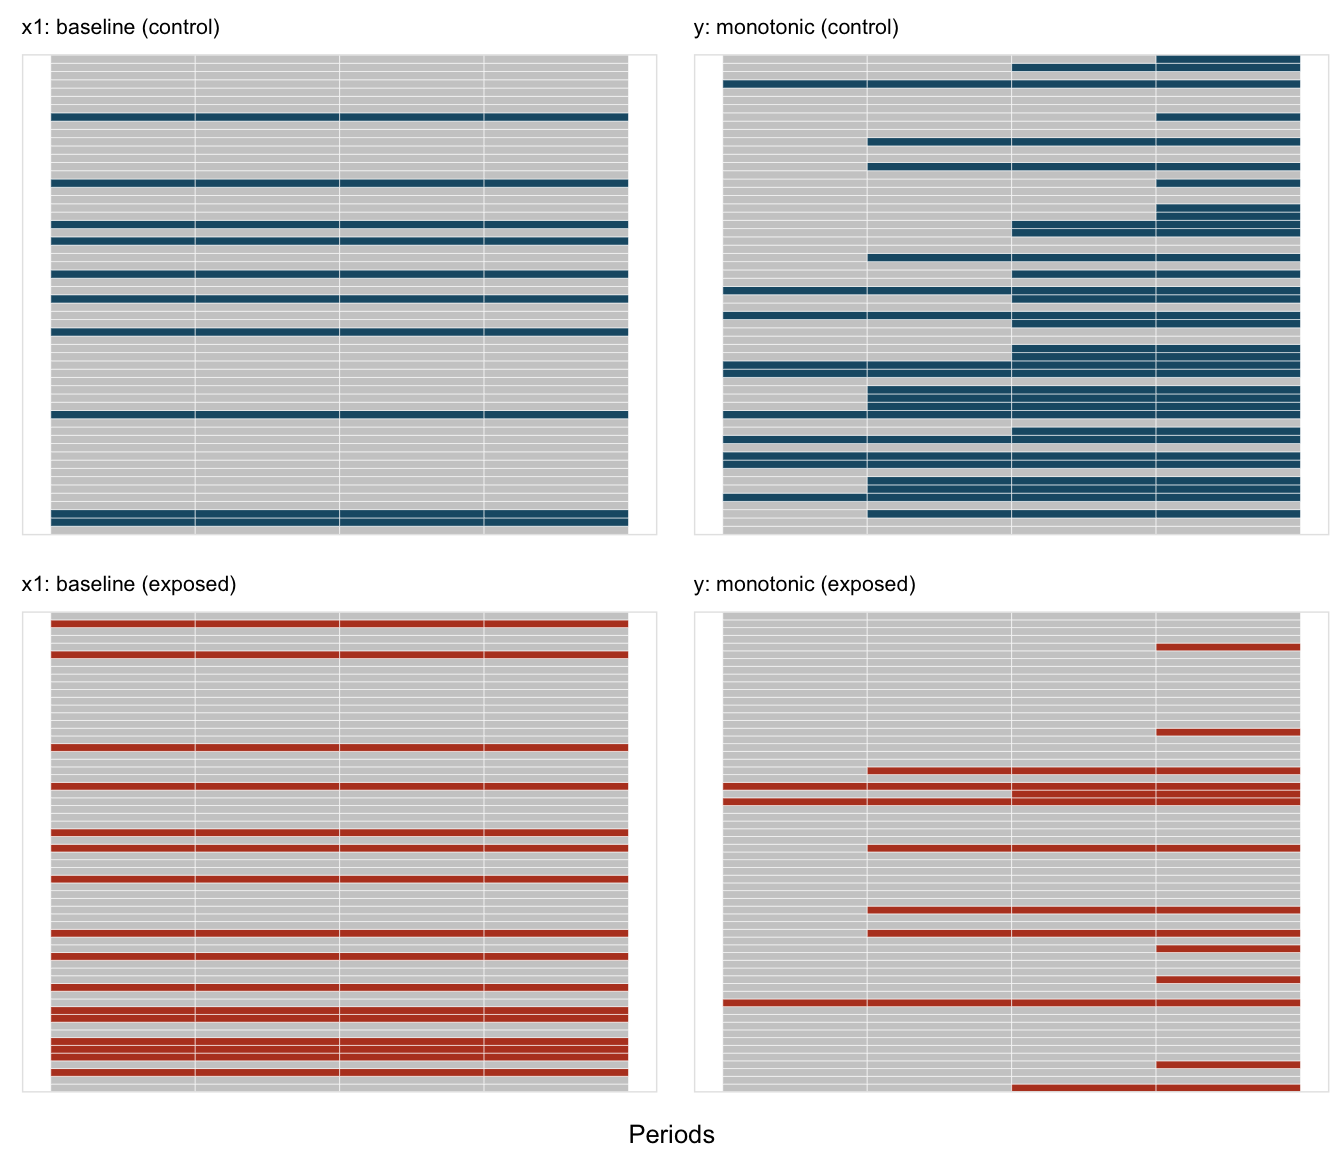 x1: baseline (control)
y: monotonic (control)
x1: baseline (exposed)
y: monotonic (exposed)
Periods